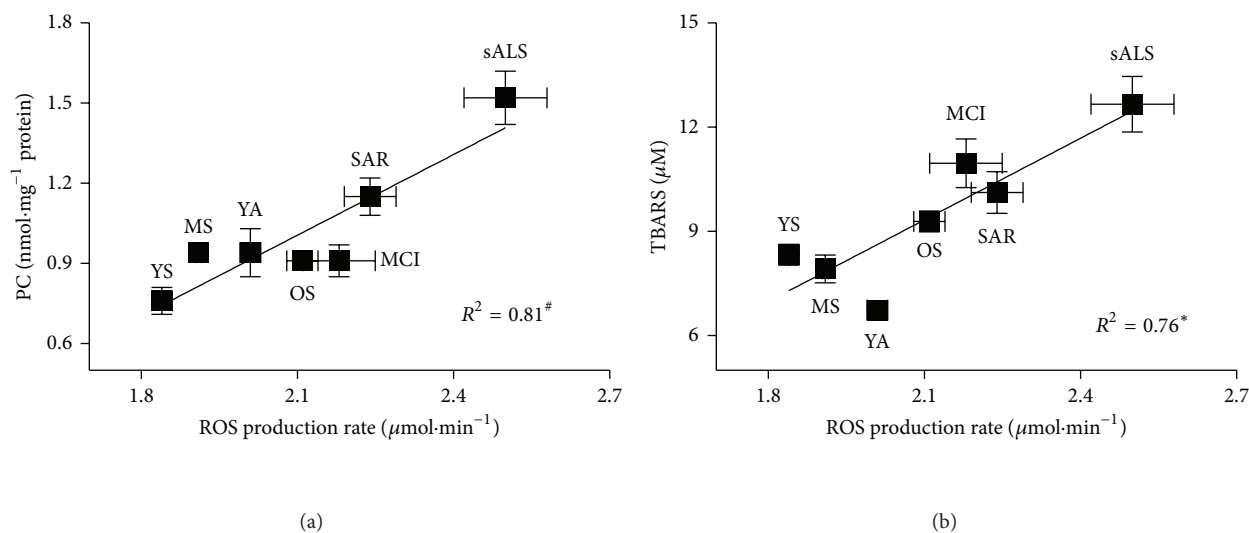 1.8
1.5
1.2
0.9
0.6
PC (nmol·mg⁻¹ protein)
sALS
SAR
YA
MS
YS
MCI
OS
R² = 0.81#
1.8 2.1 2.4 2.7
ROS production rate (μmol·min⁻¹)
(a)
15
12
9
6
TBARS (μM)
sALS
MCI
YS
OS
SAR
MS
YA
R² = 0.76*
1.8 2.1 2.4 2.7
ROS production rate (μmol·min⁻¹)
(b)